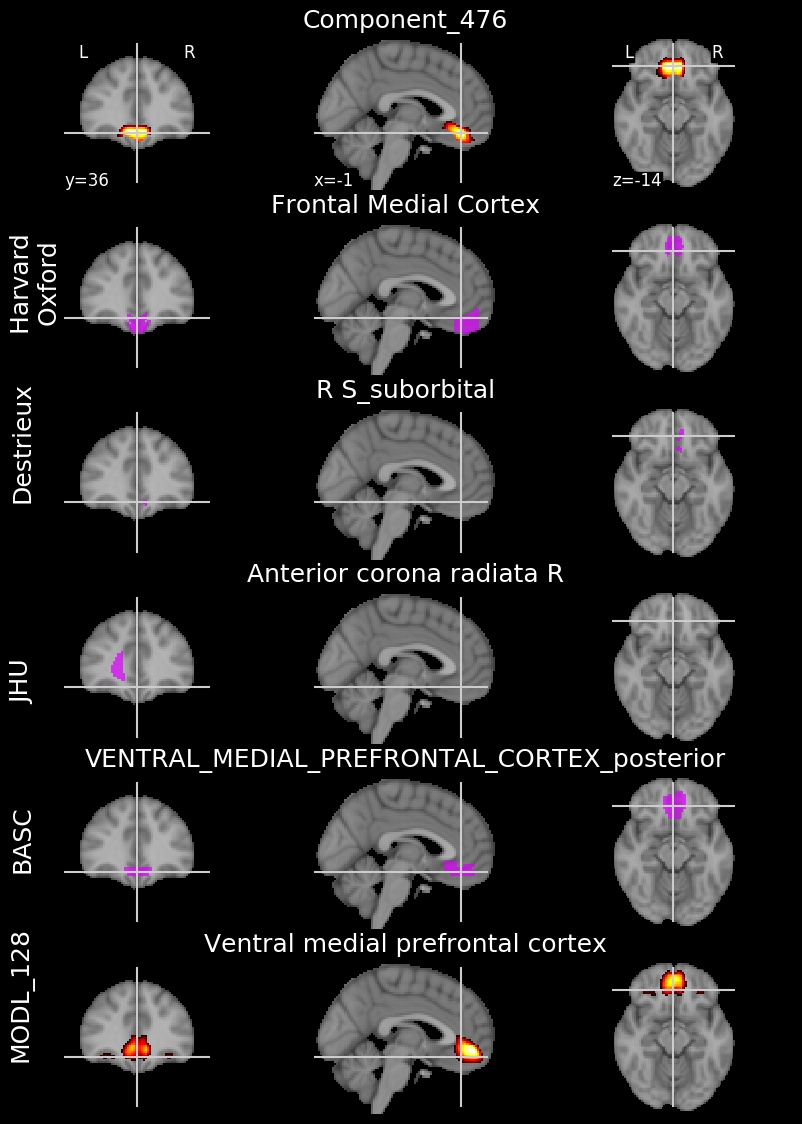 Component_476
L
R
L
R
y=36
x=-1
z=-14
Frontal Medial Cortex
Harvard
Oxford
R S_suborbital
Destrieux
Anterior corona radiata R
JHU
VENTRAL_MEDIAL_PREFRONTAL_CORTEX_posterior
BASC
Ventral medial prefrontal cortex
MODL_128